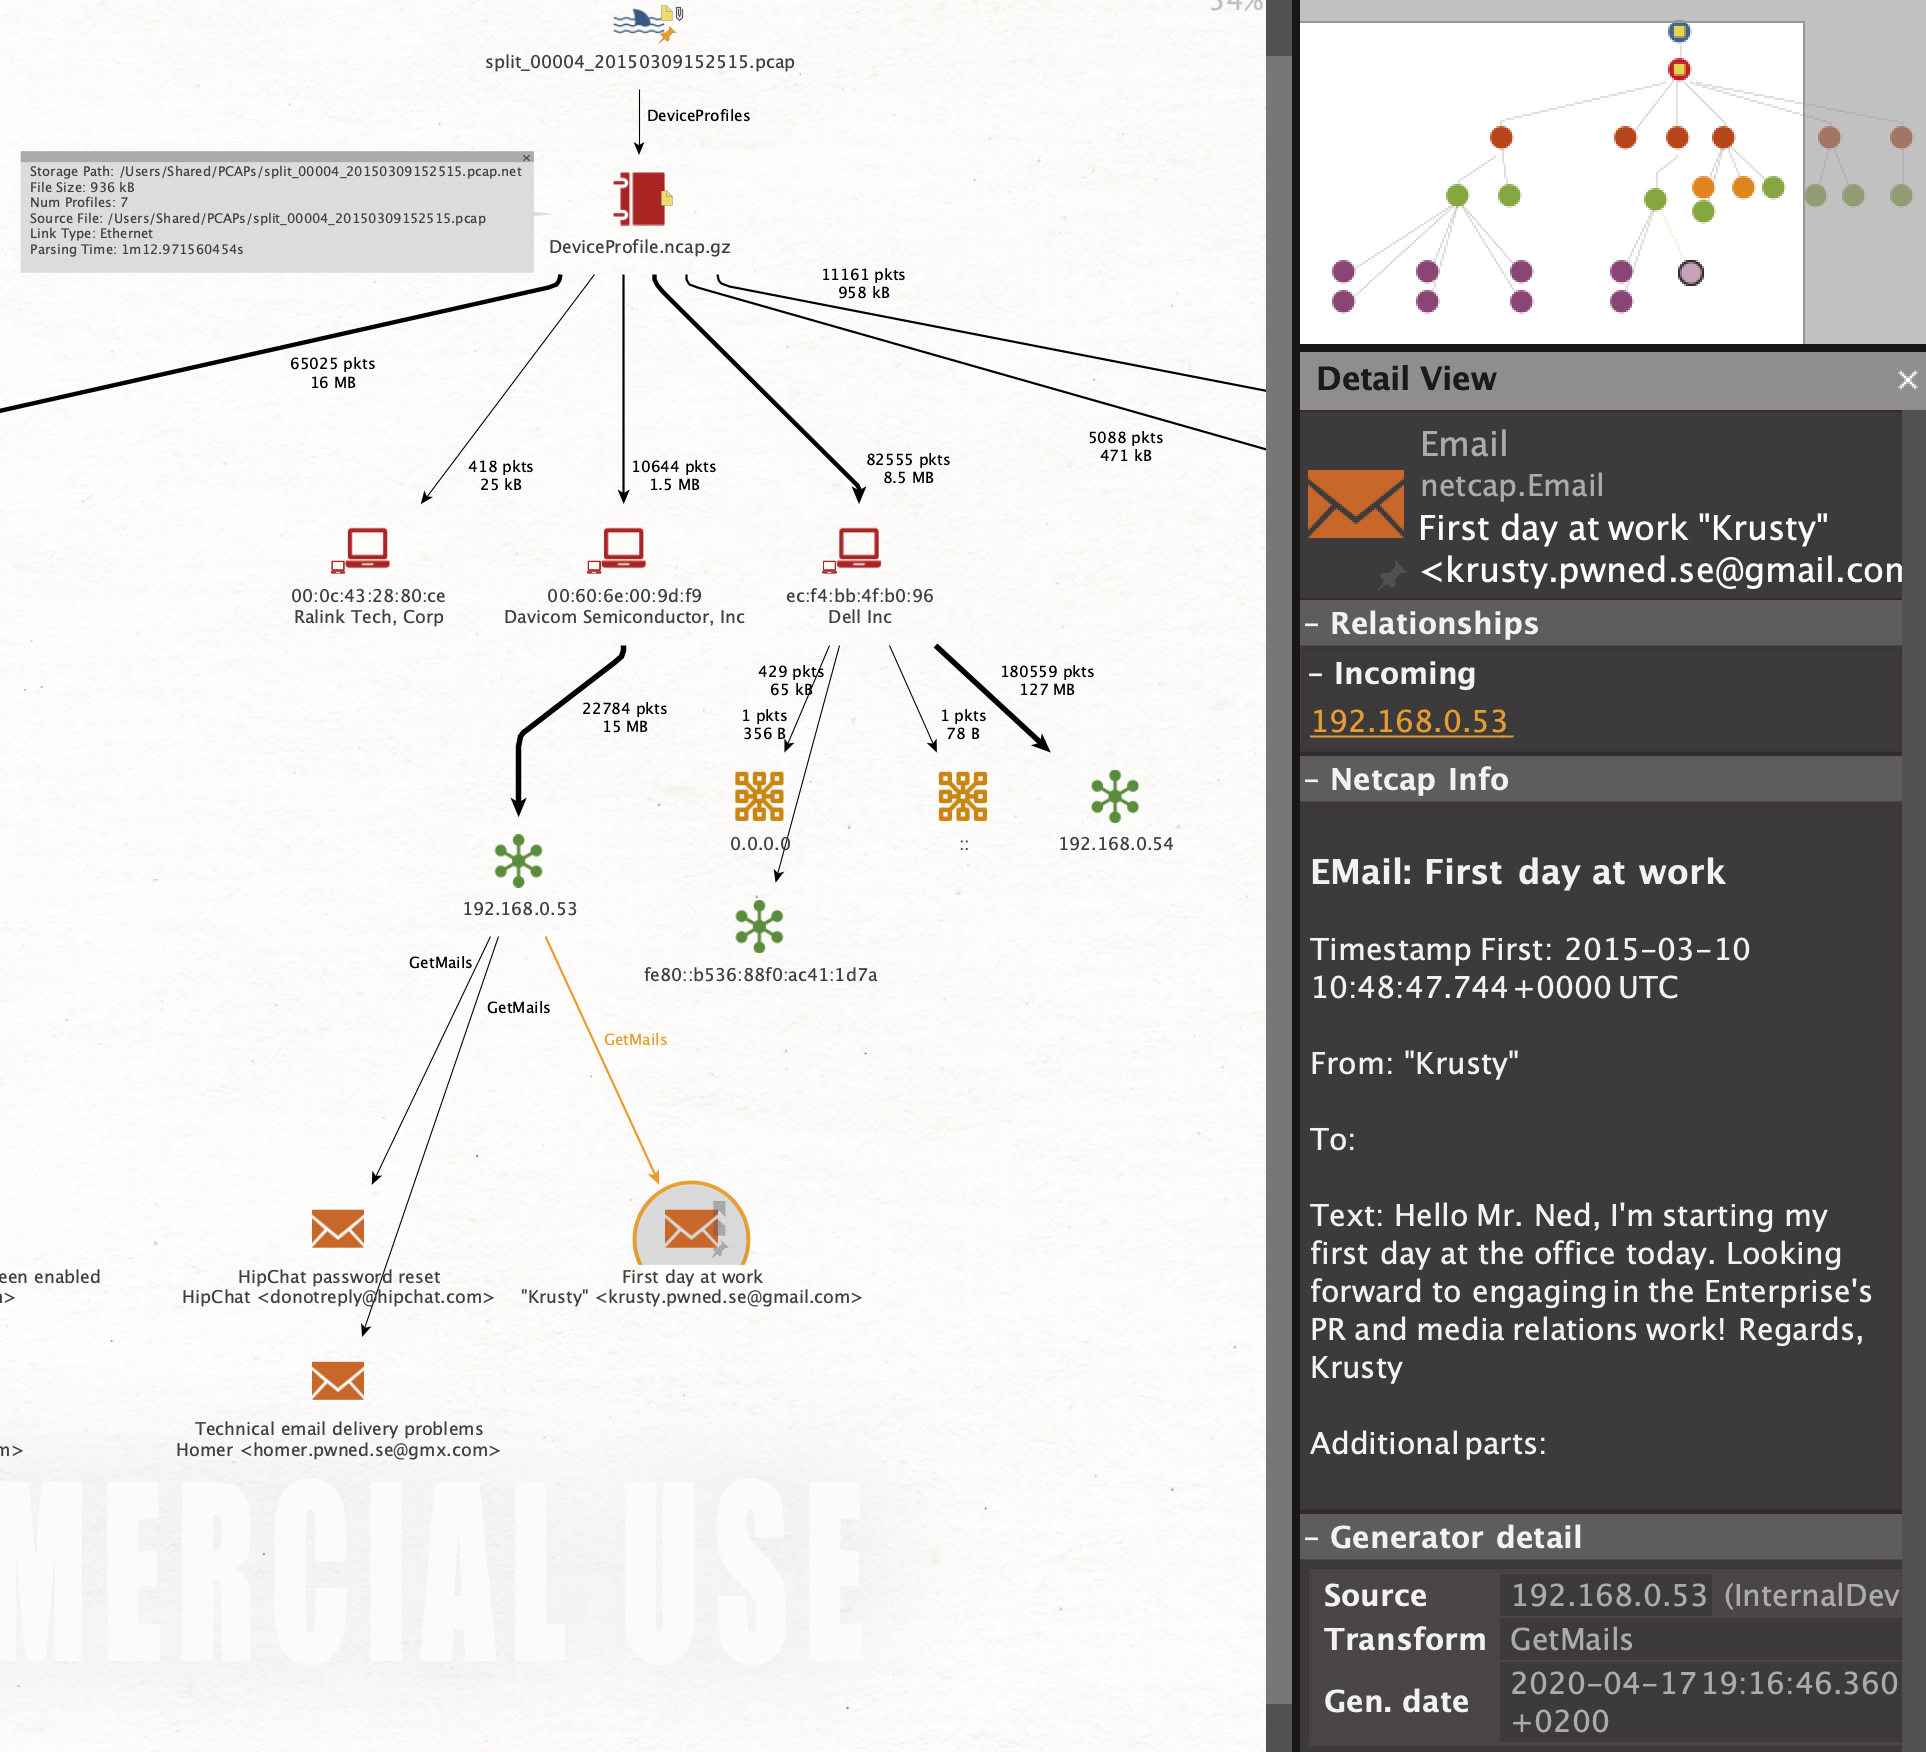 54%
split_00004_20150309152515.pcap
DeviceProfiles
Storage Path: /Users/Shared/PCAPs/split_00004_20150309152515.pcap.net
File Size: 936 kB
Num Profiles: 7
Source File: /Users/Shared/PCAPs/split_00004_20150309152515.pcap
Link Type: Ethernet
Parsing Time: 1m12.971560454s
DeviceProfile.ncap.gz
11161 pkts
958 kB
65025 pkts
16 MB
418 pkts
25 kB
10644 pkts
1.5 MB
82555 pkts
8.5 MB
5088 pkts
471 kB
00:0c:43:28:80:ce
Ralink Tech, Corp
00:60:6e:00:9d:f9
Davicom Semiconductor, Inc
ec:f4:bb:4f:b0:96
Dell Inc
22784 pkts
15 MB
429 pkts
65 kB
1 pkts
356 B
1 pkts
78 B
180559 pkts
127 MB
0.0.0.0
::
192.168.0.54
192.168.0.53
fe80::b536:88f0:ac41:1d7a
GetMails
GetMails
GetMails
een enabled
>
HipChat password reset
HipChat <donotreply@hipchat.com>
First day at work
"Krusty" <krusty.pwned.se@gmail.com>
Technical email delivery problems
Homer <homer.pwned.se@gmx.com>
m>
MERCIAL USE
Detail View
Email
netcap.Email
First day at work "Krusty"
<krusty.pwned.se@gmail.com
– Relationships
– Incoming
192.168.0.53
– Netcap Info
EMail: First day at work
Timestamp First: 2015-03-10
10:48:47.744 +0000 UTC
From: "Krusty"
To:
Text: Hello Mr. Ned, I'm starting my
first day at the office today. Looking
forward to engaging in the Enterprise's
PR and media relations work! Regards,
Krusty
Additional parts:
– Generator detail
Source 192.168.0.53 (InternalDev
Transform GetMails
Gen. date 2020-04-17 19:16:46.360
+0200